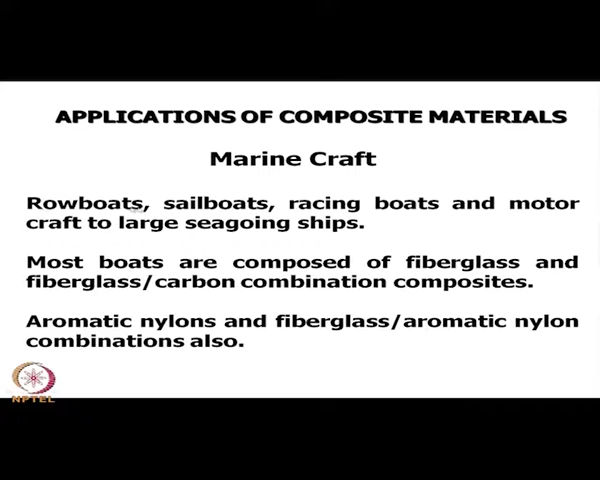 APPLICATIONS OF COMPOSITE MATERIALS
Marine Craft
Rowboats, sailboats, racing boats and motor
craft to large seagoing ships.
Most boats are composed of fiberglass and
fiberglass/carbon combination composites.
Aromatic nylons and fiberglass/aromatic nylon
combinations also.
NPTEL